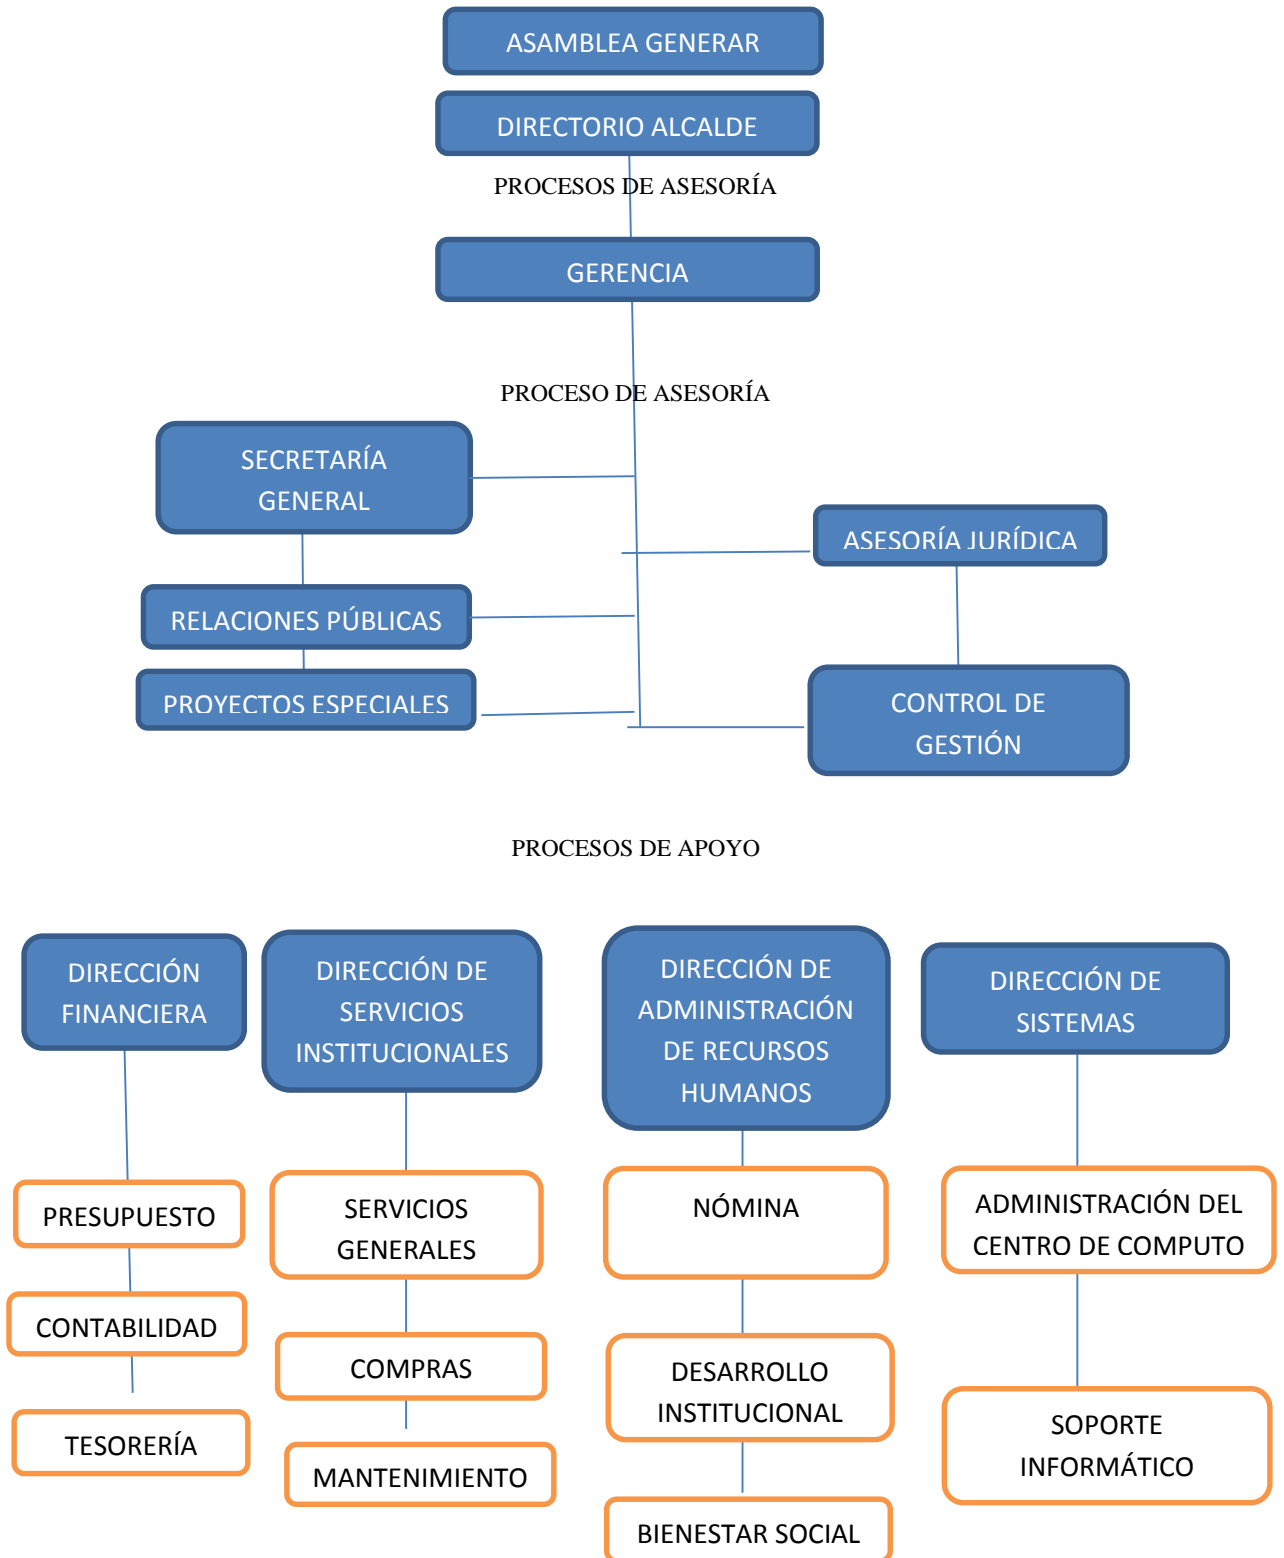 ASAMBLEA GENERAR
DIRECTORIO ALCALDE
PROCESOS DE ASESORÍA
GERENCIA
PROCESO DE ASESORÍA
SECRETARÍA
GENERAL
ASESORÍA JURÍDICA
RELACIONES PÚBLICAS
PROYECTOS ESPECIALES
CONTROL DE
GESTIÓN
PROCESOS DE APOYO
DIRECCIÓN
FINANCIERA
DIRECCIÓN DE
SERVICIOS
INSTITUCIONALES
DIRECCIÓN DE
ADMINISTRACIÓN
DE RECURSOS
HUMANOS
DIRECCIÓN DE
SISTEMAS
PRESUPUESTO
SERVICIOS
GENERALES
NÓMINA
ADMINISTRACIÓN DEL
CENTRO DE COMPUTO
CONTABILIDAD
COMPRAS
DESARROLLO
INSTITUCIONAL
SOPORTE
INFORMÁTICO
TESORERÍA
MANTENIMIENTO
BIENESTAR SOCIAL